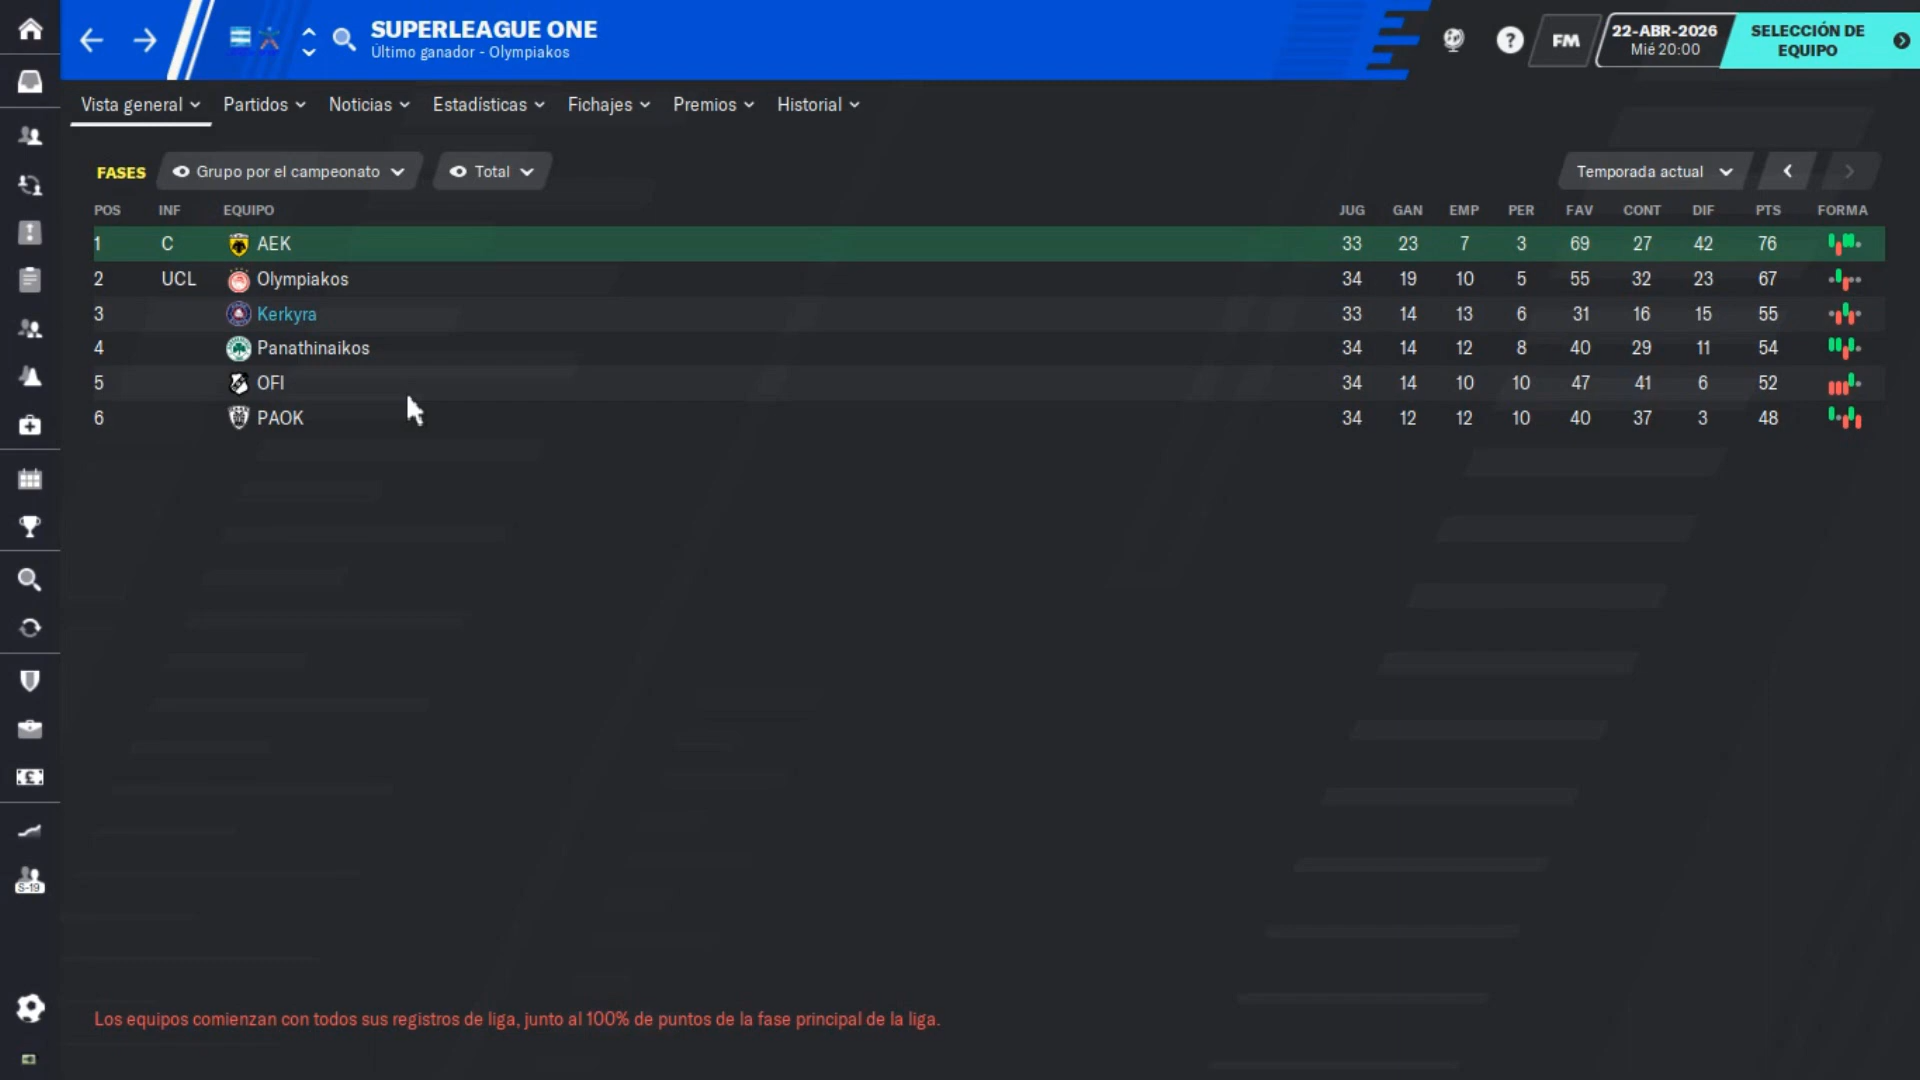 SUPERLEAGUE ONE
Último ganador - Olympiakos
?
FM
22-ABR-2026
Mié 20:00
SELECCIÓN DE
EQUIPO
Vista general Partidos Noticias Estadísticas Fichajes Premios Historial
FASES Grupo por el campeonato Total Temporada actual
POS INF EQUIPO JUG GAN EMP PER FAV CONT DIF PTS FORMA
1 C AEK 33 23 7 3 69 27 42 76
2 UCL Olympiakos 34 19 10 5 55 32 23 67
3 Kerkyra 33 14 13 6 31 16 15 55
4 Panathinaikos 34 14 12 8 40 29 11 54
5 OFI 34 14 10 10 47 41 6 52
6 PAOK 34 12 12 10 40 37 3 48
S-19
Los equipos comienzan con todos sus registros de liga, junto al 100% de puntos de la fase principal de la liga.